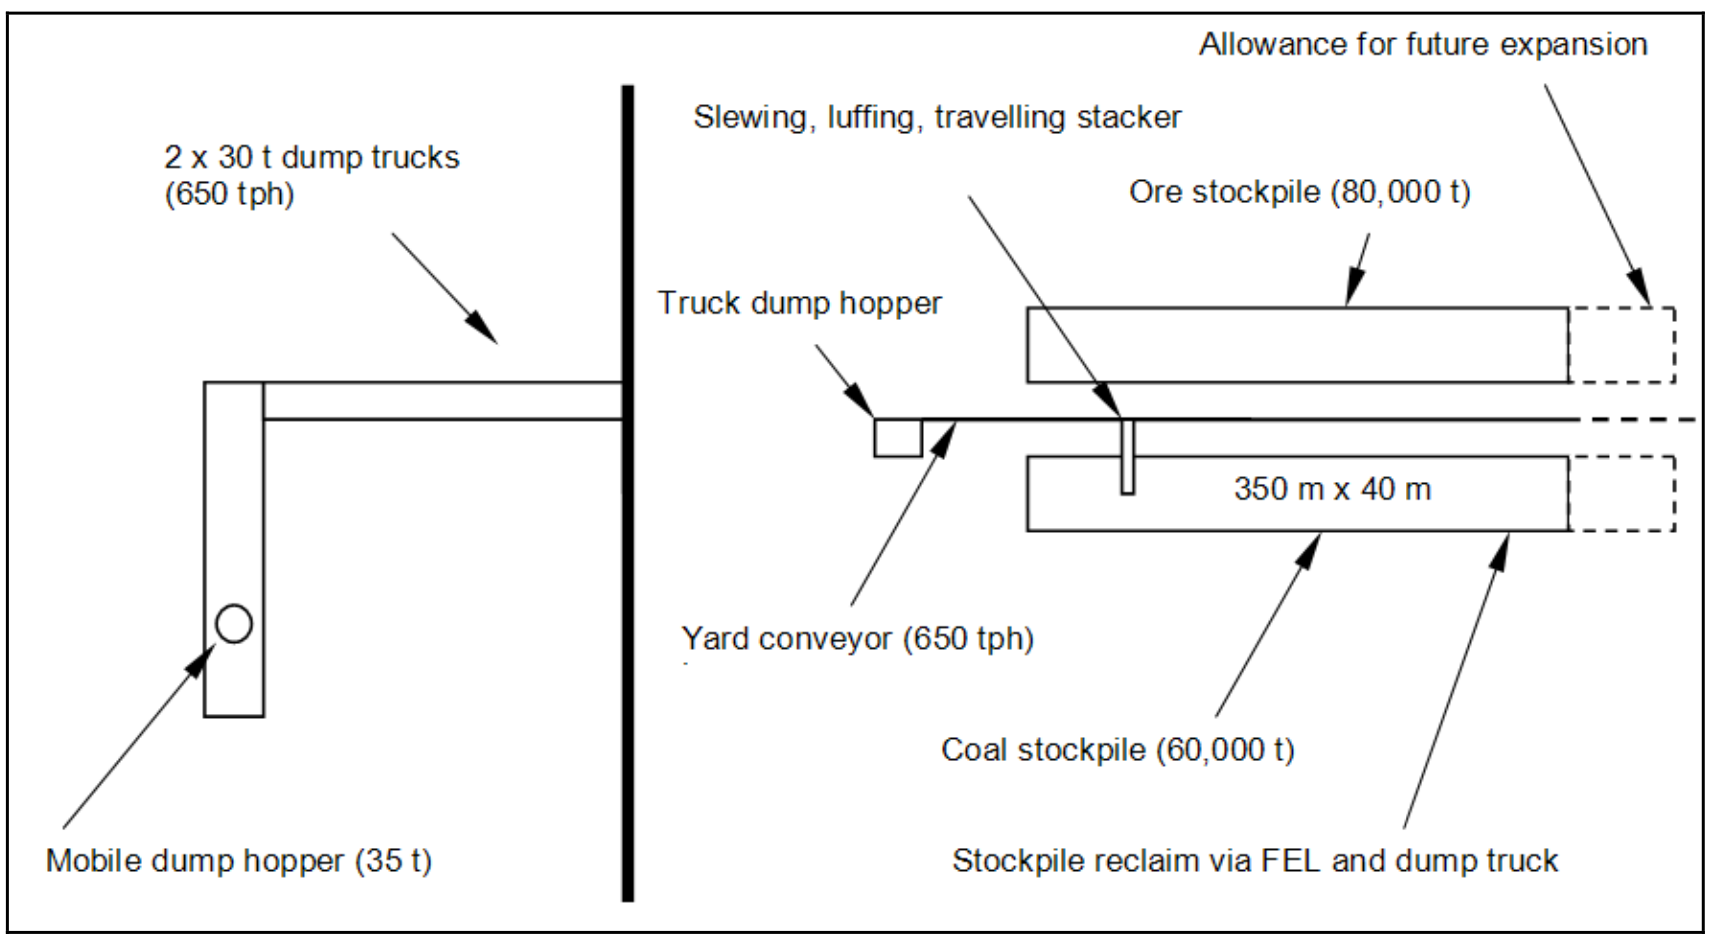 Allowance for future expansion
Slewing, luffing, travelling stacker
2 x 30 t dump trucks
(650 tph)
Ore stockpile (80,000 t)
Truck dump hopper
350 m x 40 m
Yard conveyor (650 tph)
Coal stockpile (60,000 t)
Mobile dump hopper (35 t)
Stockpile reclaim via FEL and dump truck